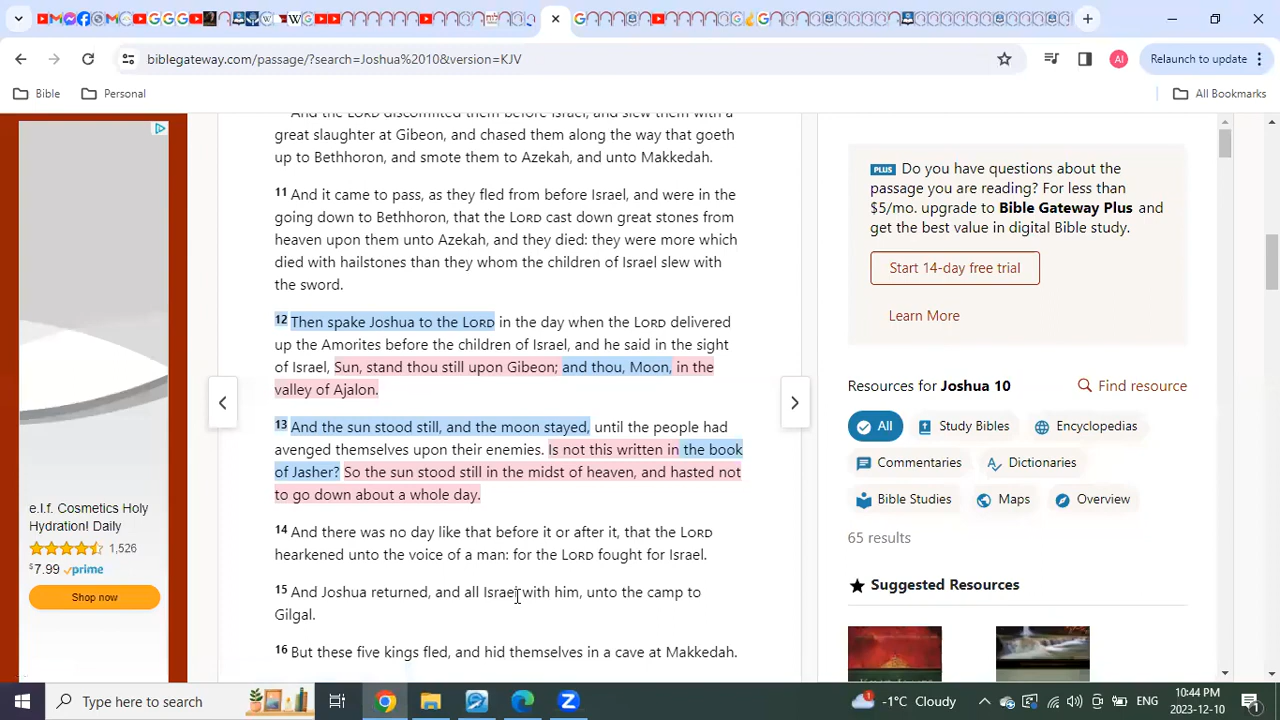 biblegateway.com/passage/?search=Joshua%2010&version=KJV
AI
Relaunch to update
Bible
Personal
All Bookmarks
And the LORD discomfited them before Israel, and slew them with a
great slaughter at Gibeon, and chased them along the way that goeth
up to Bethhoron, and smote them to Azekah, and unto Makkedah.
11 And it came to pass, as they fled from before Israel, and were in the
going down to Bethhoron, that the LORD cast down great stones from
heaven upon them unto Azekah, and they died: they were more which
died with hailstones than they whom the children of Israel slew with
the sword.
12 Then spake Joshua to the LORD in the day when the LORD delivered
up the Amorites before the children of Israel, and he said in the sight
of Israel, Sun, stand thou still upon Gibeon; and thou, Moon, in the
valley of Ajalon.
13 And the sun stood still, and the moon stayed, until the people had
avenged themselves upon their enemies. Is not this written in the book
of Jasher? So the sun stood still in the midst of heaven, and hasted not
to go down about a whole day.
14 And there was no day like that before it or after it, that the LORD
hearkened unto the voice of a man: for the LORD fought for Israel.
15 And Joshua returned, and all Israel with him, unto the camp to
Gilgal.
16 But these five kings fled, and hid themselves in a cave at Makkedah.
e.l.f. Cosmetics Holy
Hydration! Daily
1,526
$7.99 prime
Shop now
PLUS Do you have questions about the
passage you are reading? For less than
$5/mo. upgrade to Bible Gateway Plus and
get the best value in digital Bible study.
Start 14-day free trial
Learn More
Resources for Joshua 10
Find resource
All
Study Bibles
Encyclopedias
Commentaries
Dictionaries
Bible Studies
Maps
Overview
65 results
Suggested Resources
Type here to search
-1°C Cloudy
ENG
10:44 PM
2023-12-10